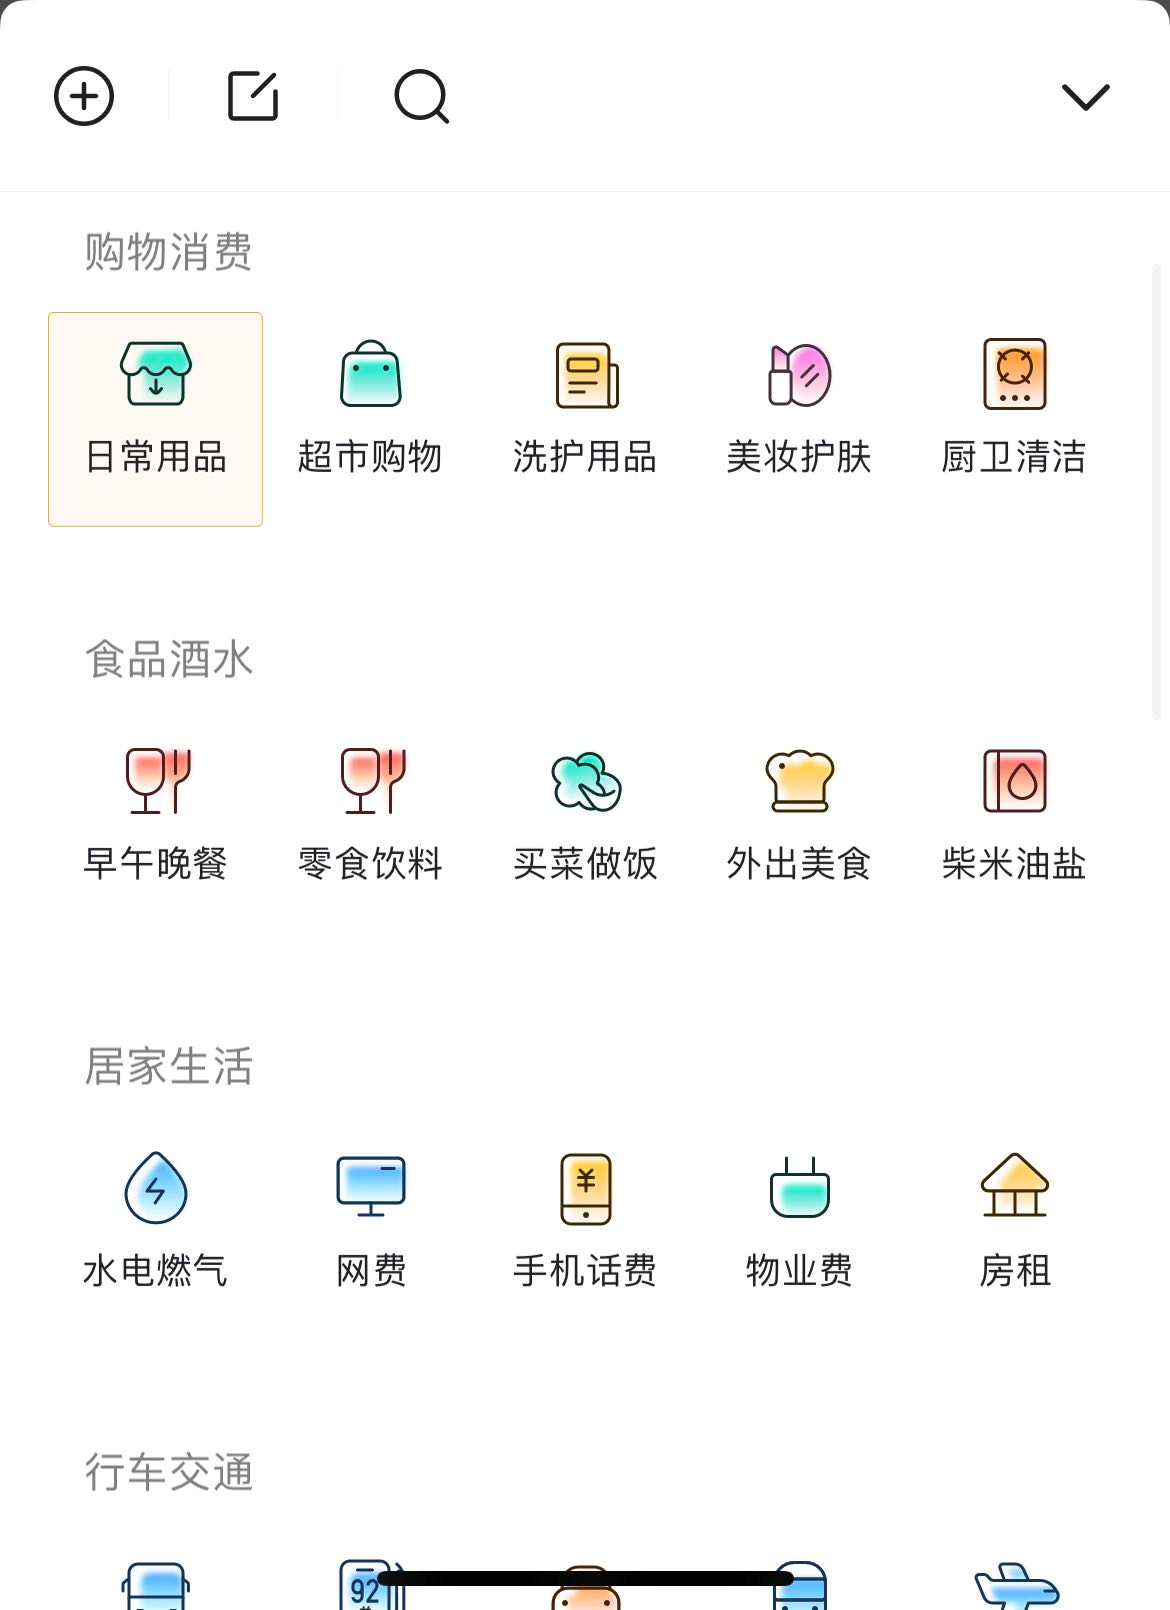 购物消费
日常用品 超市购物 洗护用品 美妆护肤 厨卫清洁
食品酒水
早午晚餐 零食饮料 买菜做饭 外出美食 柴米油盐
居家生活
¥
水电燃气 网费 手机话费 物业费 房租
行车交通
92